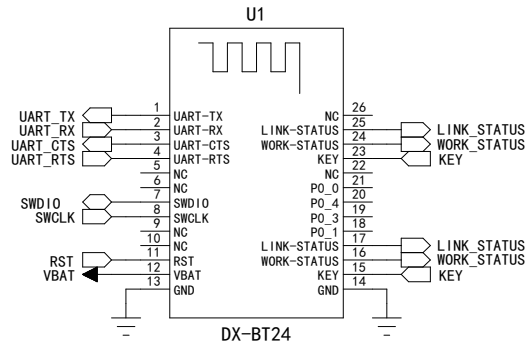 U1
UART_TX 1 UART-TX NC 26
UART_RX 2 UART-RX LINK-STATUS 25 LINK_STATUS
UART_CTS 3 UART-CTS WORK-STATUS 24 WORK_STATUS
UART_RTS 4 UART-RTS KEY 23 KEY
5 NC NC 22
6 NC P0_0 21
SWDIO 7 SWDIO P0_4 20
SWCLK 8 SWCLK P0_3 19
9 NC P0_1 18
10 NC LINK-STATUS 17 LINK_STATUS
RST 11 RST WORK-STATUS 16 WORK_STATUS
VBAT 12 VBAT KEY 15 KEY
13 GND GND 14
DX-BT24